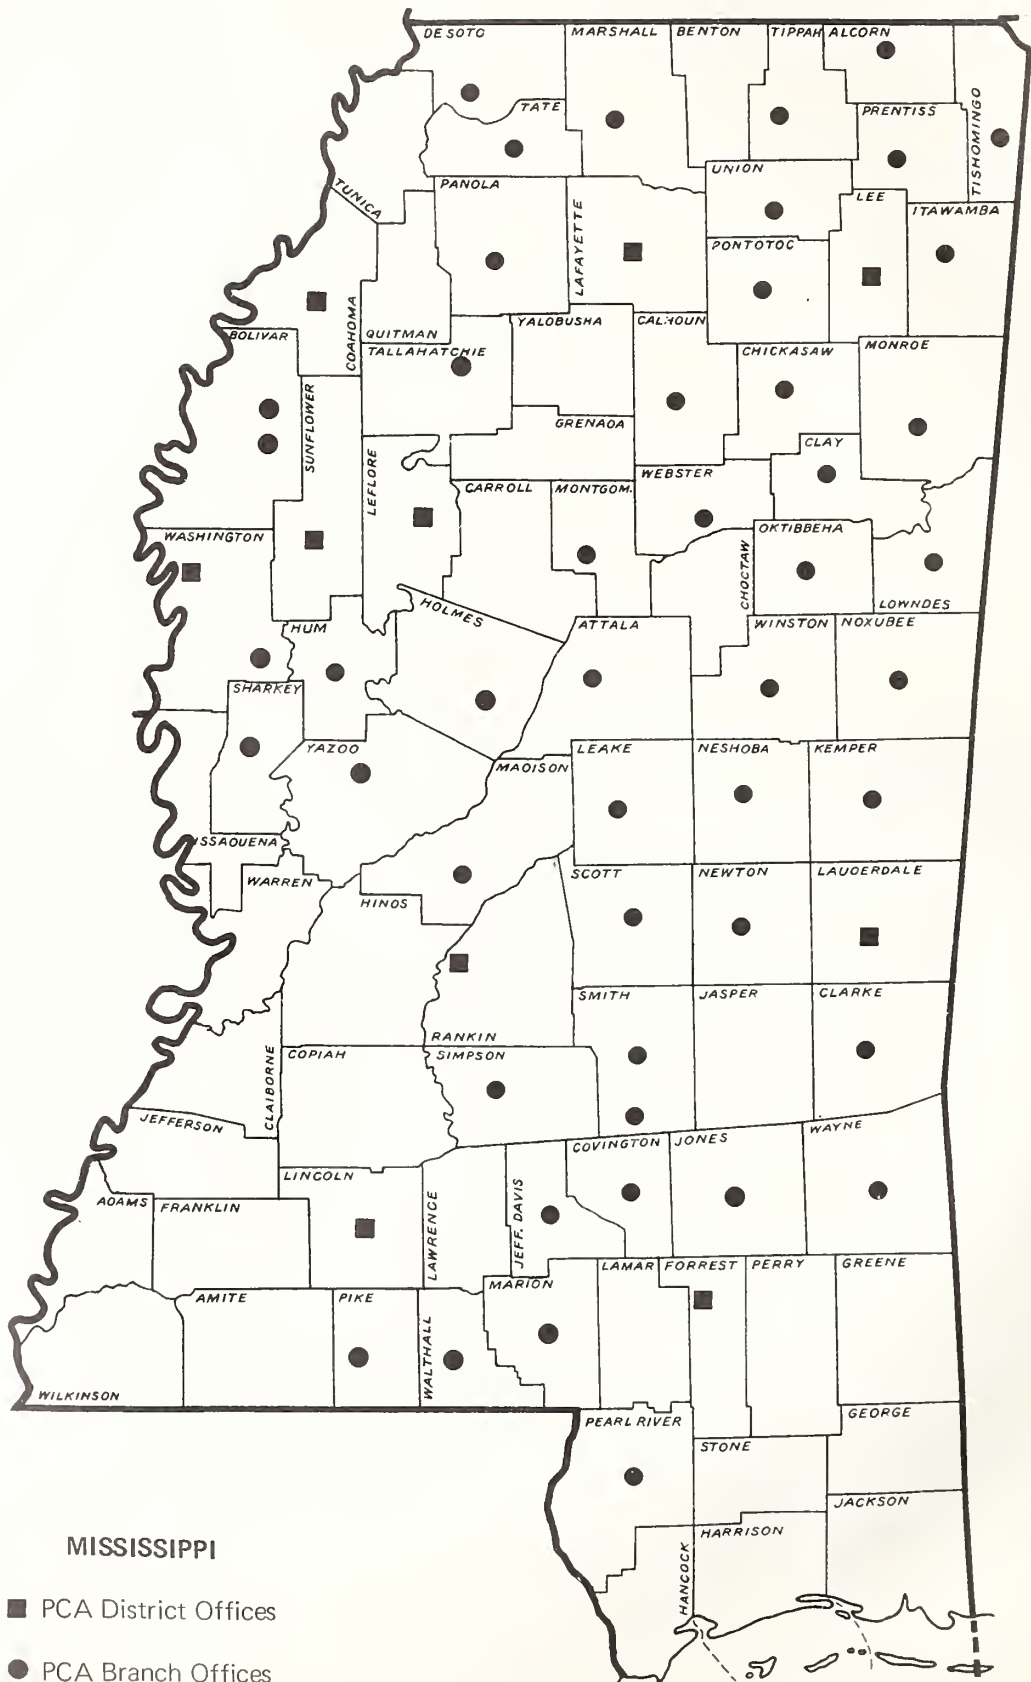 DESOTO
MARSHALL
BENTON
TIPPAH
ALCORN
TATE
PRENTISS
TISHOMINGO
UNION
PANOLA
TUNICA
LEE
LAFAYETTE
ITAWAMBA
PONTOTOC
COAHOMA
YALOBUSHA
CALHOUN
BOLIVAR
QUITMAN
TALLAHATCHIE
CHICKASAW
MONROE
SUNFLOWER
GRENAOA
CLAY
LEFLORE
WEBSTER
CARROLL
MONTGOM.
WASHINGTON
OKTIBBEHA
CHOCTAW
LOWNDES
HOLMES
HUM
ATTALA
WINSTON
NOXUBEE
SHARKEY
YAZOO
MAOISON
LEAKE
NESHOBA
KEMPER
ISSAQUENA
WARREN
HINOS
SCOTT
NEWTON
LAUOERDALE
SMITH
JASPER
CLARKE
RANKIN
COPIAH
SIMPSON
CLAIBORNE
JEFFERSON
COVINGTON
JONES
WAYNE
LINCOLN
LAWRENCE
JEFF. DAVIS
AOAMS
FRANKLIN
LAMAR
FORREST
PERRY
GREENE
MARION
AMITE
PIKE
WALTHALL
WILKINSON
PEARL RIVER
GEORGE
STONE
JACKSON
HARRISON
HANCOCK
MISSISSIPPI
PCA District Offices
PCA Branch Offices